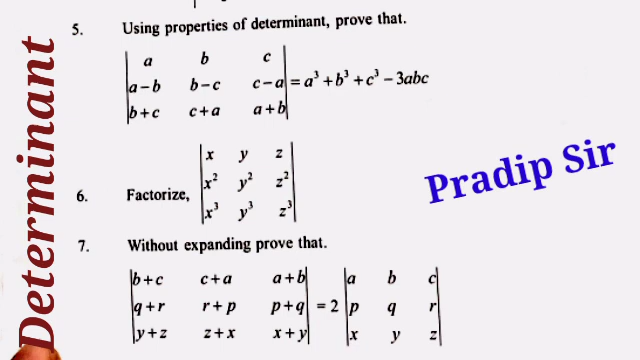 Determinant
5. Using properties of determinant, prove that.
| a b c |
| a-b b-c c-a | = a³ + b³ + c³ - 3abc
| b+c c+a a+b |
| x y z |
6. Factorize, | x² y² z² |
| x³ y³ z³ |
Pradip Sir
7. Without expanding prove that.
| b+c c+a a+b | | a b c |
| q+r r+p p+q | = 2 | p q r |
| y+z z+x x+y | | x y z |